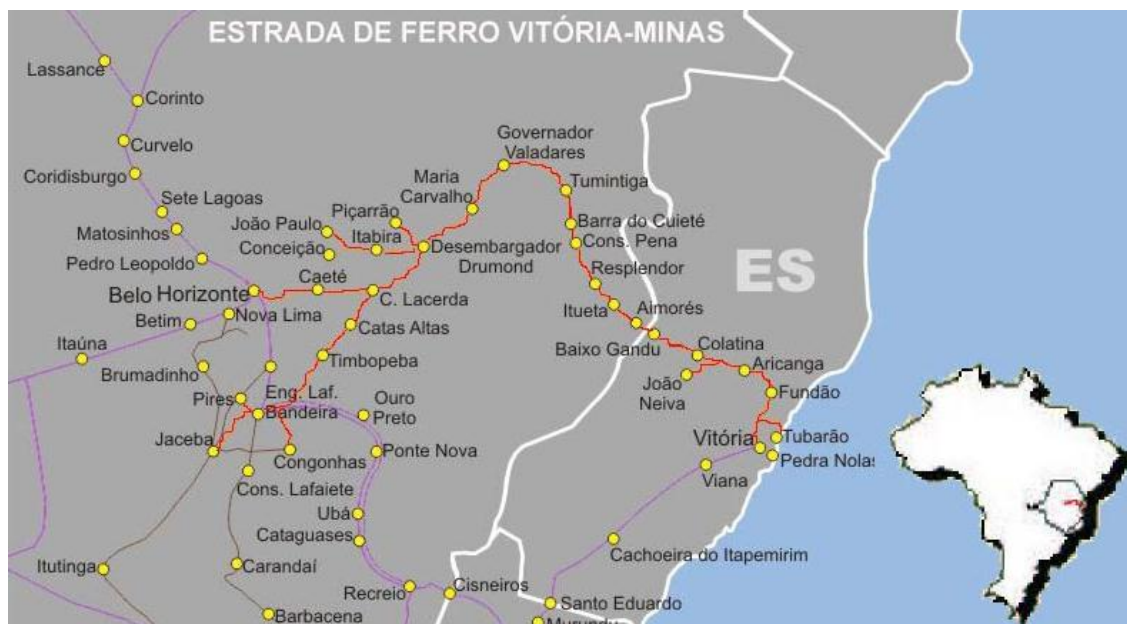 ESTRADA DE FERRO VITÓRIA-MINAS
Lassance
Corinto
Curvelo
Coridisburgo
Sete Lagoas
Matosinhos
Pedro Leopoldo
Belo Horizonte
Betim
Itaúna
Nova Lima
Brumadinho
Pires
Jaceba
Eng. Laf.
Bandeira
Congonhas
Cons. Lafaiete
Itutinga
Carandaí
Barbacena
Ouro
Preto
Ponte Nova
Ubá
Cataguases
Recreio
Cisneiros
João Paulo
Conceição
Piçarrão
Itabira
Caeté
C. Lacerda
Catas Altas
Timbopeba
Maria
Carvalho
Desembargador
Drumond
Governador
Valadares
Tumintiga
Barra do Cuieté
Cons. Pena
Resplendor
Itueta
Aimorés
Baixo Gandu
ES
Colatina
Aricanga
João
Neiva
Fundão
Vitória
Tubarão
Pedra Nolas
Viana
Cachoeira do Itapemirim
Santo Eduardo